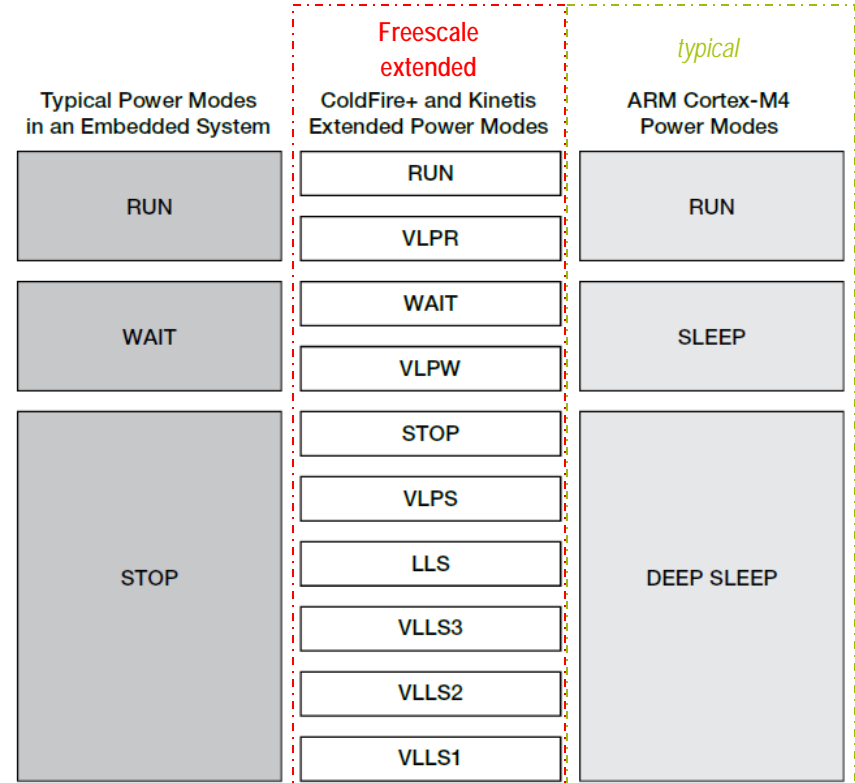 Freescale
extended
typical
Typical Power Modes
in an Embedded System
ColdFire+ and Kinetis
Extended Power Modes
ARM Cortex-M4
Power Modes
RUN
RUN
VLPR
RUN
WAIT
WAIT
VLPW
SLEEP
STOP
STOP
VLPS
LLS
VLLS3
VLLS2
VLLS1
DEEP SLEEP